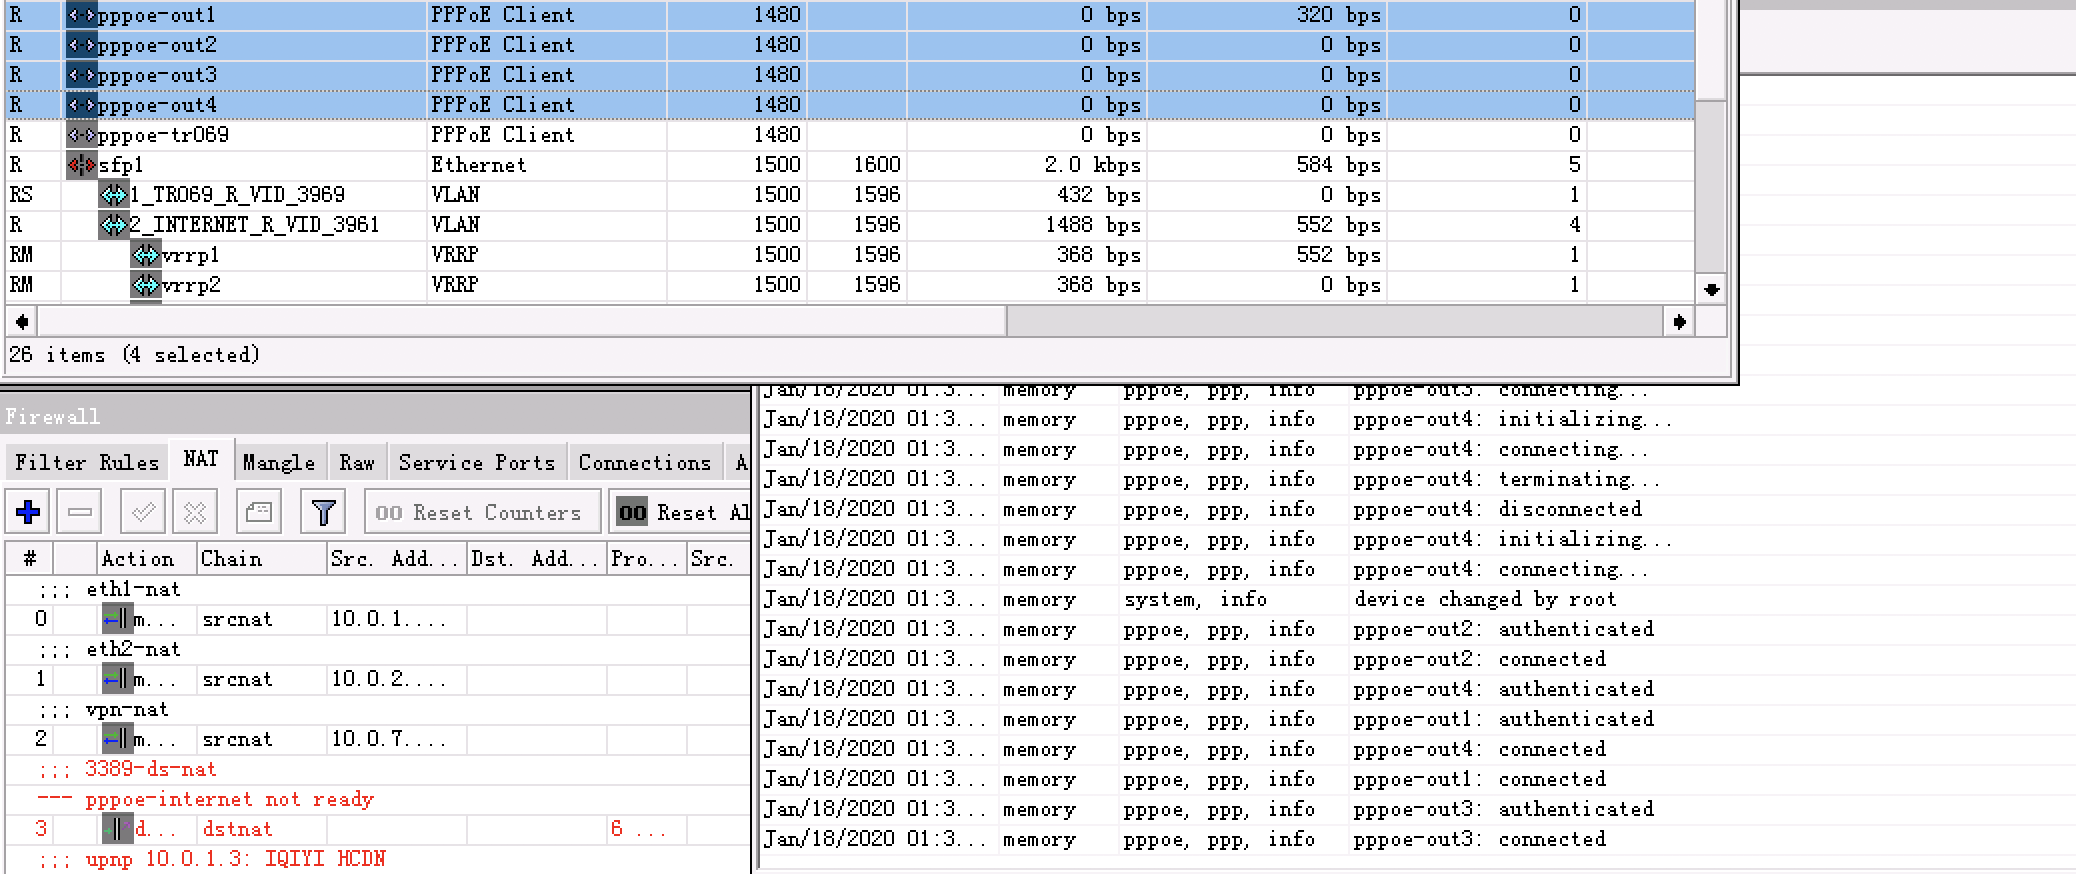 R pppoe-out1 PPPoE Client 1480 0 bps 320 bps 0
R pppoe-out2 PPPoE Client 1480 0 bps 0 bps 0
R pppoe-out3 PPPoE Client 1480 0 bps 0 bps 0
R pppoe-out4 PPPoE Client 1480 0 bps 0 bps 0
R pppoe-tr069 PPPoE Client 1480 0 bps 0 bps 0
R sfp1 Ethernet 1500 1600 2.0 kbps 584 bps 5
RS 1_TR069_R_VID_3969 VLAN 1500 1596 432 bps 0 bps 1
R 2_INTERNET_R_VID_3961 VLAN 1500 1596 1488 bps 552 bps 4
RM vrrp1 VRRP 1500 1596 368 bps 552 bps 1
RM vrrp2 VRRP 1500 1596 368 bps 0 bps 1
26 items (4 selected)
Firewall
Filter Rules NAT Mangle Raw Service Ports Connections A
00 Reset Counters 00 Reset Al
# Action Chain Src. Add... Dst. Add... Pro... Src.
;;; eth1-nat
0 m... srcnat 10.0.1....
;;; eth2-nat
1 m... srcnat 10.0.2....
;;; vpn-nat
2 m... srcnat 10.0.7....
;;; 3389-ds-nat
--- pppoe-internet not ready
3 d... dstnat 6 ...
;;; upnp 10.0.1.3: IQIYI HCDN
Jan/18/2020 01:3... memory pppoe, ppp, info pppoe-out3: connecting...
Jan/18/2020 01:3... memory pppoe, ppp, info pppoe-out4: initializing...
Jan/18/2020 01:3... memory pppoe, ppp, info pppoe-out4: connecting...
Jan/18/2020 01:3... memory pppoe, ppp, info pppoe-out4: terminating...
Jan/18/2020 01:3... memory pppoe, ppp, info pppoe-out4: disconnected
Jan/18/2020 01:3... memory pppoe, ppp, info pppoe-out4: initializing...
Jan/18/2020 01:3... memory pppoe, ppp, info pppoe-out4: connecting...
Jan/18/2020 01:3... memory system, info device changed by root
Jan/18/2020 01:3... memory pppoe, ppp, info pppoe-out2: authenticated
Jan/18/2020 01:3... memory pppoe, ppp, info pppoe-out2: connected
Jan/18/2020 01:3... memory pppoe, ppp, info pppoe-out4: authenticated
Jan/18/2020 01:3... memory pppoe, ppp, info pppoe-out1: authenticated
Jan/18/2020 01:3... memory pppoe, ppp, info pppoe-out4: connected
Jan/18/2020 01:3... memory pppoe, ppp, info pppoe-out1: connected
Jan/18/2020 01:3... memory pppoe, ppp, info pppoe-out3: authenticated
Jan/18/2020 01:3... memory pppoe, ppp, info pppoe-out3: connected